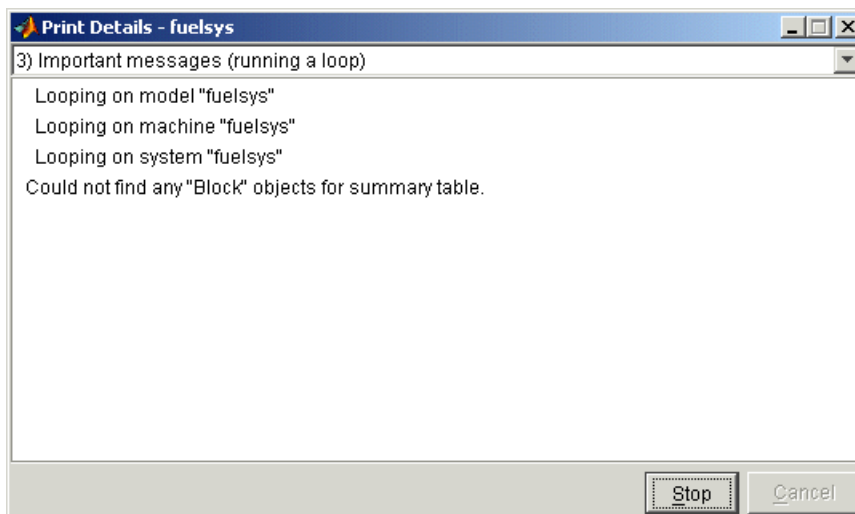 Print Details - fuelsys
3) Important messages (running a loop)
Looping on model "fuelsys"
Looping on machine "fuelsys"
Looping on system "fuelsys"
Could not find any "Block" objects for summary table.
Stop
Cancel